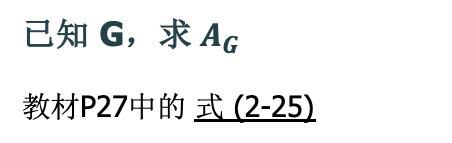 已知 G，求 A_G
教材P27中的 式 (2-25)